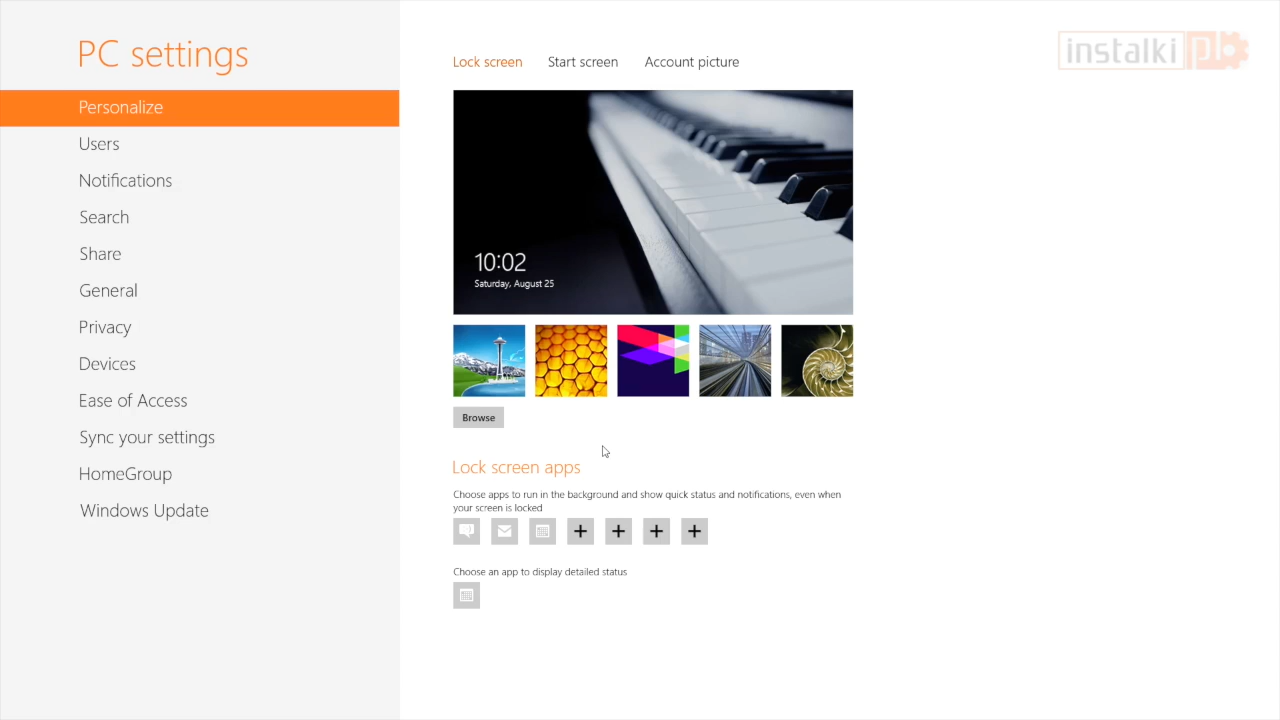 PC settings
Personalize
Users
Notifications
Search
Share
General
Privacy
Devices
Ease of Access
Sync your settings
HomeGroup
Windows Update
Lock screen
Start screen
Account picture
10:02
Saturday, August 25
Browse
Lock screen apps
Choose apps to run in the background and show quick status and notifications, even when
your screen is locked
Choose an app to display detailed status
instalki pl